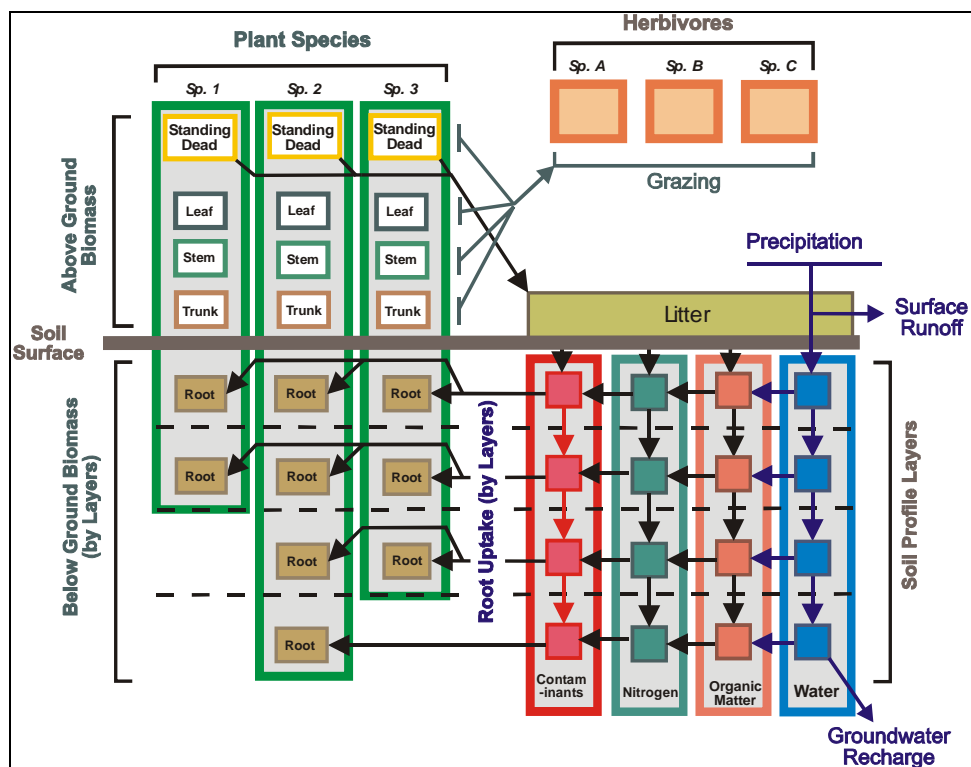 Herbivores
Plant Species
Sp. A
Sp. B
Sp. C
Sp. 1
Sp. 2
Sp. 3
Standing
Dead
Standing
Dead
Standing
Dead
Grazing
Above Ground
Biomass
Leaf
Leaf
Leaf
Stem
Stem
Stem
Trunk
Trunk
Trunk
Precipitation
Litter
Surface
Runoff
Soil
Surface
Below Ground Biomass
(by Layers)
Root
Root
Root
Root
Root
Root
Root
Root
Root
Root Uptake (by Layers)
Soil Profile Layers
Contam
-inants
Nitrogen
Organic
Matter
Water
Groundwater
Recharge